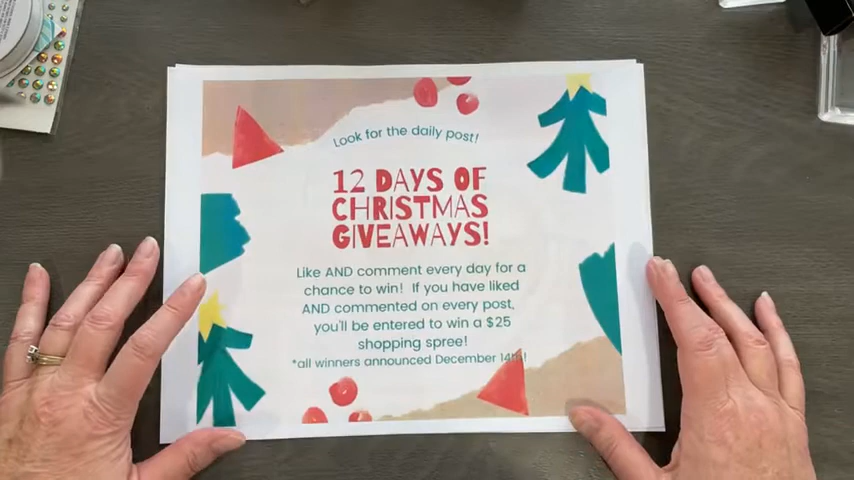 Look for the daily post!
12 DAYS OF
CHRISTMAS
GIVEAWAYS!
Like AND comment every day for a
chance to win! If you have liked
AND commented on every post,
you'll be entered to win a $25
shopping spree!
*all winners announced December 14th!